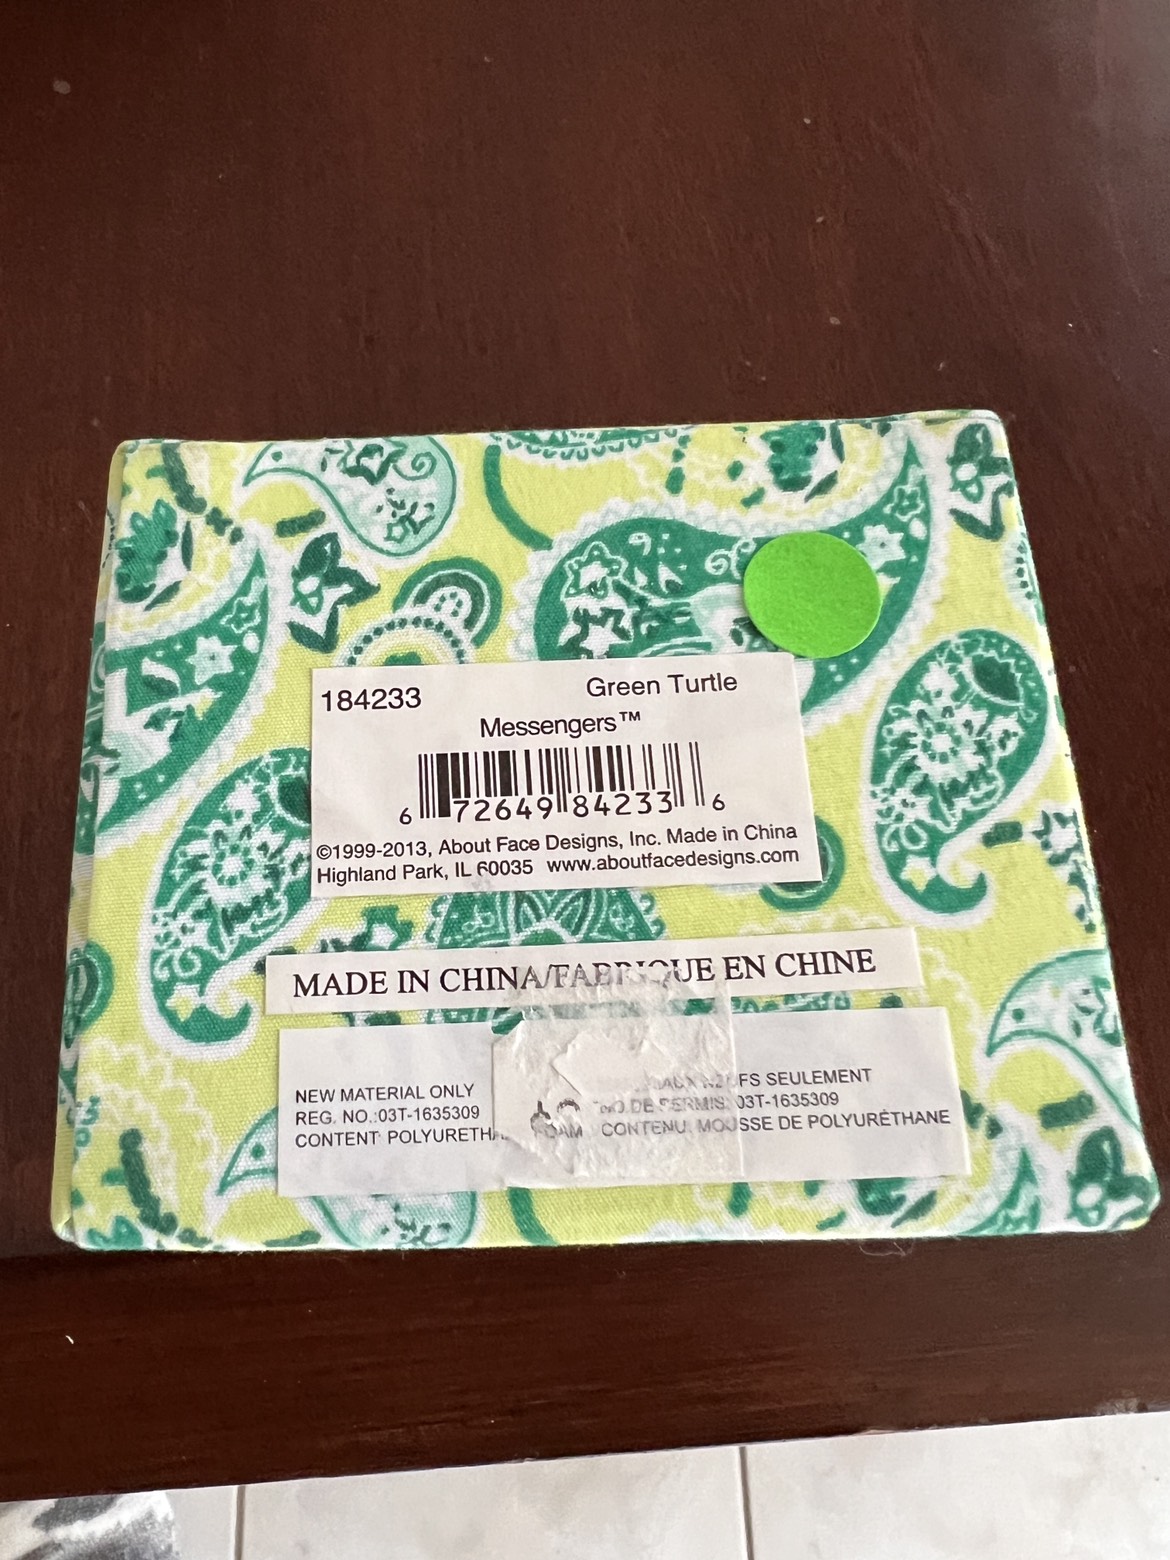 184233
Green Turtle
Messengers™
6 72649 84233 6
©1999-2013, About Face Designs, Inc. Made in China
Highland Park, IL 60035 www.aboutfacedesigns.com
MADE IN CHINA/FABRIQUE EN CHINE
NEW MATERIAL ONLY
REG. NO.:03T-1635309
CONTENT: FOAM
SEULEMENT
NO.DE PERMIS: 03T-1635309
CONTENU: MOUSSE DE POLYURÉTHANE